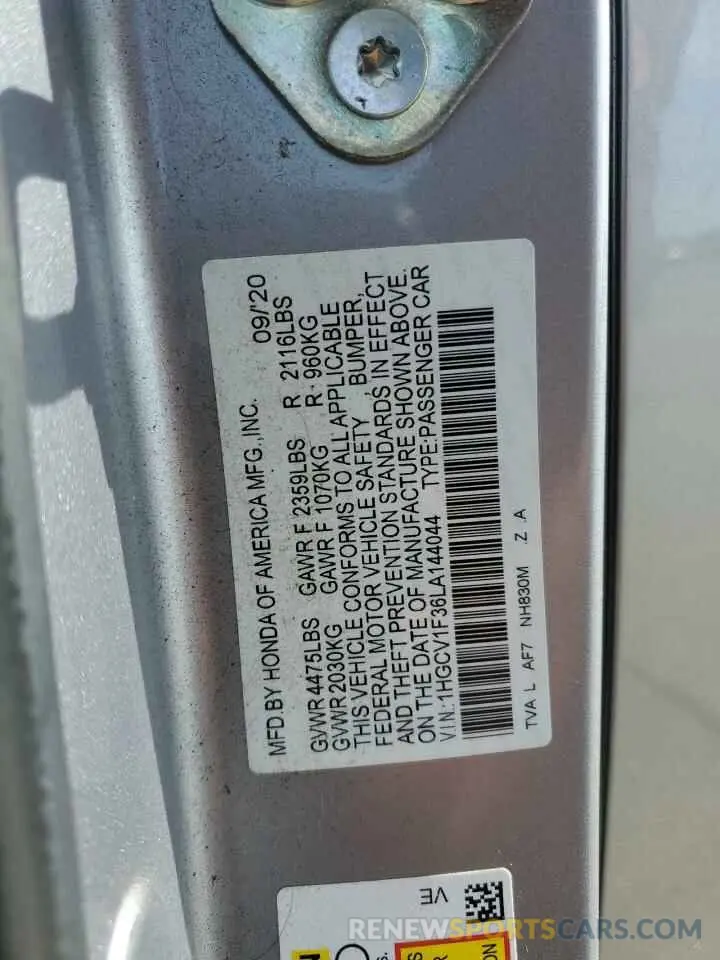 MFD.BY HONDA OF AMERICA MFG.,INC. 09/'20
GVWR 4475LBS GAWR F 2359LBS R 2116LBS
GVWR 2030KG GAWR F 1070KG R 960KG
THIS VEHICLE CONFORMS TO ALL APPLICABLE
FEDERAL MOTOR VEHICLE SAFETY, BUMPER,
AND THEFT PREVENTION STANDARDS IN EFFECT
ON THE DATE OF MANUFACTURE SHOWN ABOVE.
V.I.N.:1HGCV1F36LA144044 TYPE:PASSENGER CAR
TVA L AF7 NH830M Z .A
VE
RENEWSPORTSCARS.COM